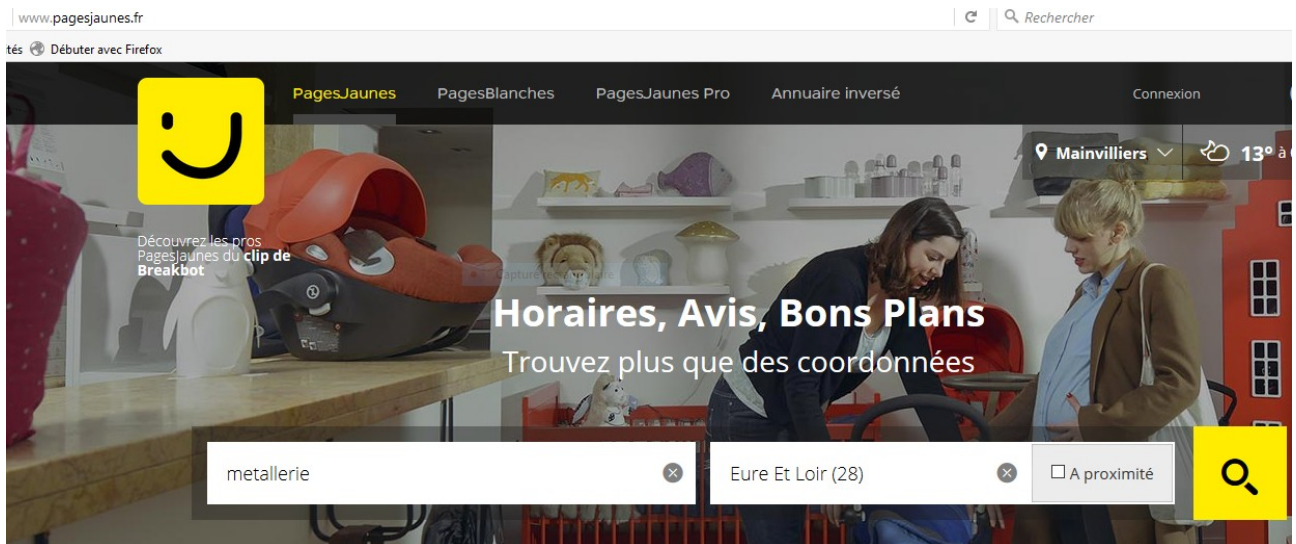 www.pagesjaunes.fr
Rechercher
tés Débuter avec Firefox
PagesJaunes PagesBlanches PagesJaunes Pro Annuaire inversé Connexion
Mainvilliers 13° à
Découvrez les pros
PagesJaunes du clip de
Breakbot
Capture rectangulaire
Horaires, Avis, Bons Plans
Trouvez plus que des coordonnées
metallerie
Eure Et Loir (28)
A proximité